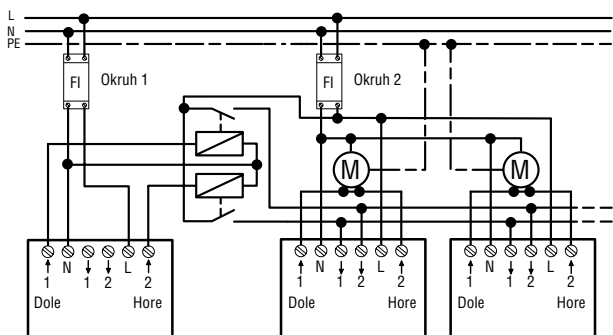 L
N
PE
FI Okruh 1
FI Okruh 2
M M
1 N 1 2 L 2
Dole Hore
1 N 1 2 L 2
Dole Hore
1 N 1 2 L 2
Dole Hore